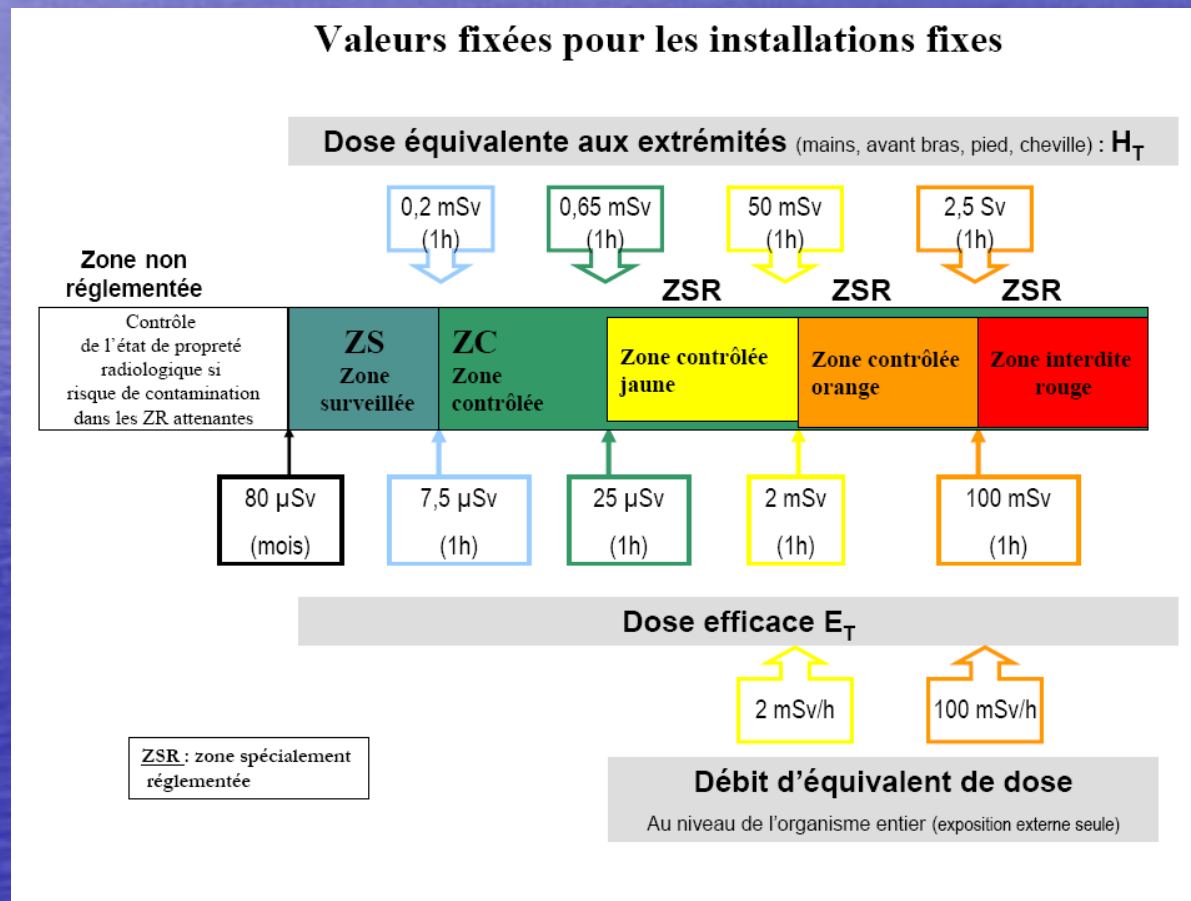 Valeurs fixées pour les installations fixes
Dose équivalente aux extrémités (mains, avant bras, pied, cheville) : HT
0,2 mSv
(1h)
0,65 mSv
(1h)
50 mSv
(1h)
2,5 Sv
(1h)
Zone non
réglementée
ZSR
ZSR
ZSR
Contrôle
de l'état de propreté
radiologique si
risque de contamination
dans les ZR attenantes
ZS
Zone
surveillée
ZC
Zone
contrôlée
Zone contrôlée
jaune
Zone contrôlée
orange
Zone interdite
rouge
80 µSv
(mois)
7,5 µSv
(1h)
25 µSv
(1h)
2 mSv
(1h)
100 mSv
(1h)
Dose efficace ET
2 mSv/h
100 mSv/h
ZSR : zone spécialement
réglementée
Débit d'équivalent de dose
Au niveau de l'organisme entier (exposition externe seule)